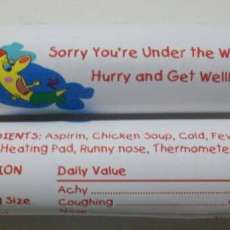 Sorry You're Under the W
Hurry and Get Well!
DIENTS: Aspirin, Chicken Soup, Cold, Fev
Heating Pad, Runny nose, Thermomete
ION Daily Value
Achy
Size Coughing